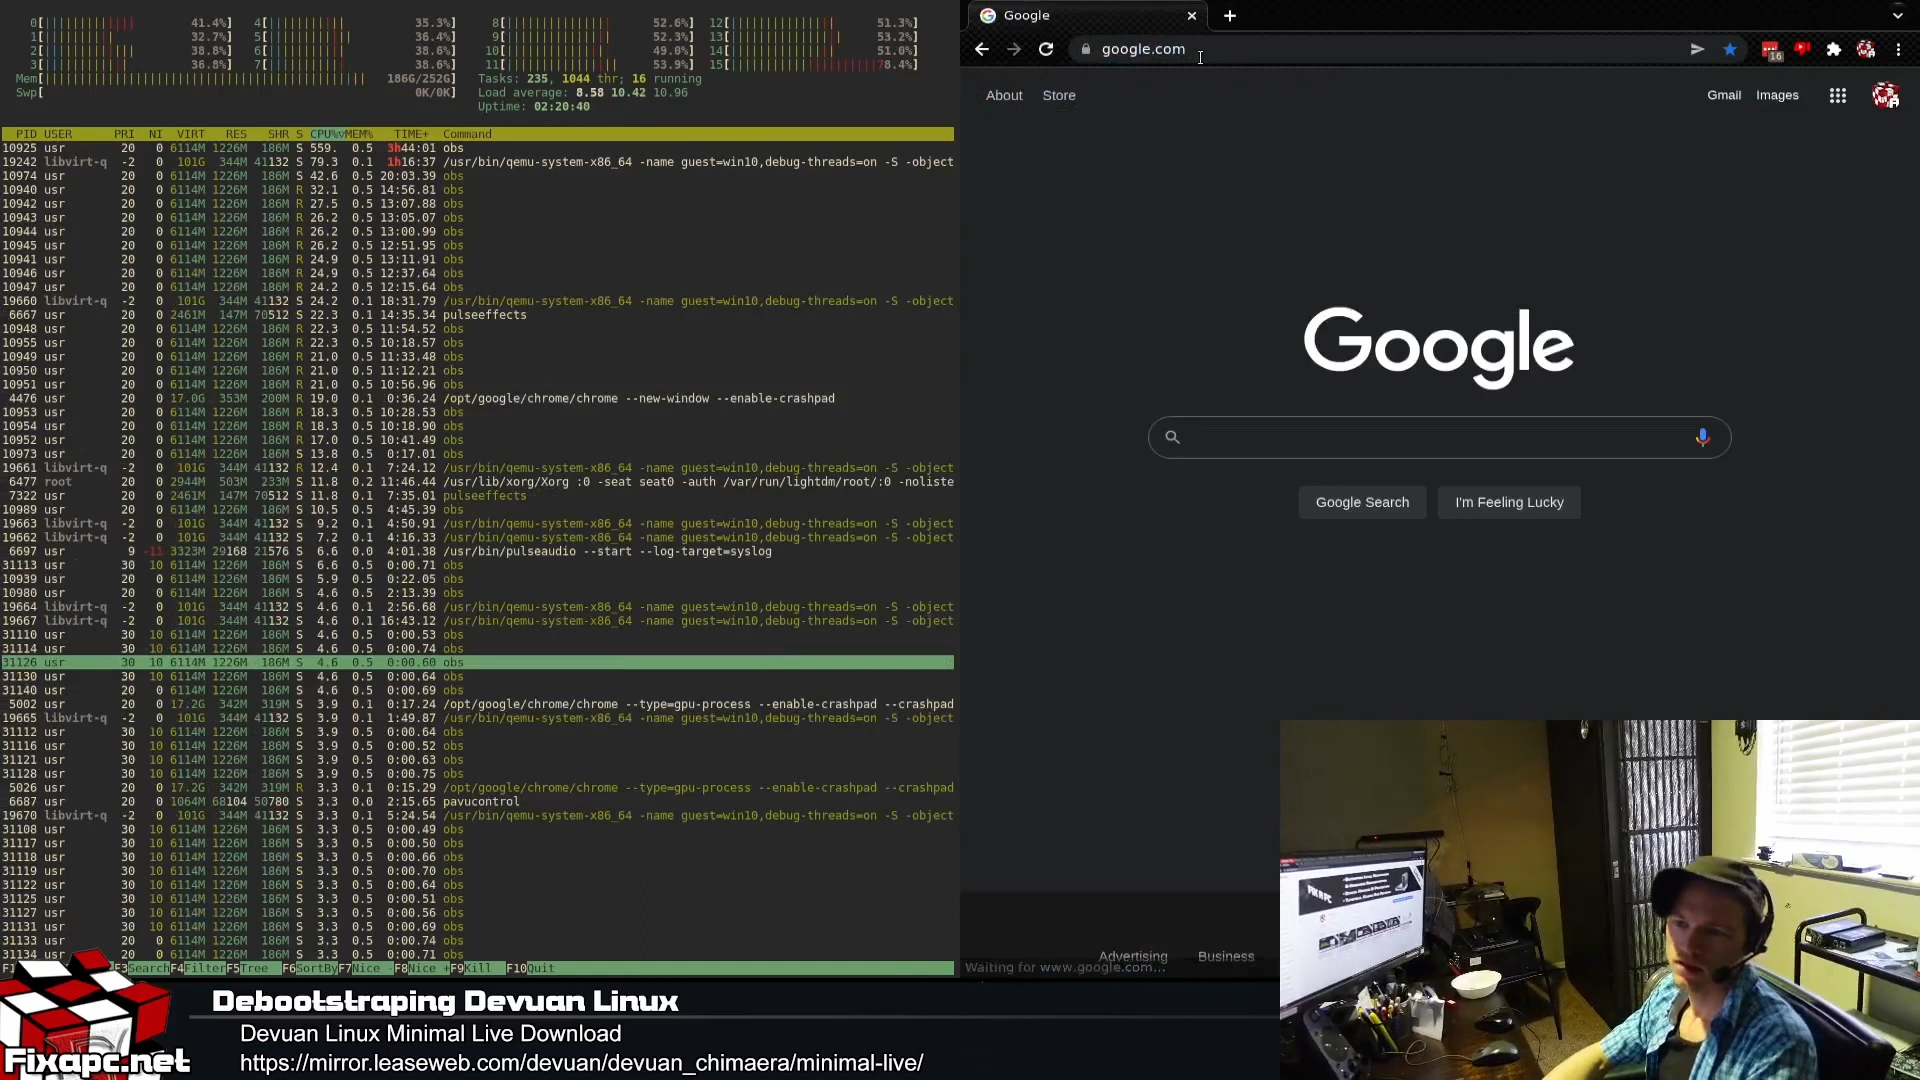 0[ 41.4%] 4[ 35.3%] 8[ 52.6%] 12[ 51.3%]
1[ 32.7%] 5[ 36.4%] 9[ 52.3%] 13[ 53.2%]
2[ 38.8%] 6[ 38.6%] 10[ 49.0%] 14[ 51.0%]
3[ 36.8%] 7[ 38.6%] 11[ 53.9%] 15[ 78.4%]
Mem[ 186G/252G] Tasks: 235, 1044 thr; 16 running
Swp[ 0K/0K] Load average: 8.58 10.42 10.96
Uptime: 02:20:40
PID USER PRI NI VIRT RES SHR S CPU%▽MEM% TIME+ Command
10925 usr 20 0 6114M 1226M 186M S 559. 0.5 3h44:01 obs
19242 libvirt-q -2 0 101G 344M 41132 S 79.3 0.1 1h16:37 /usr/bin/qemu-system-x86_64 -name guest=win10,debug-threads=on -S -object
10974 usr 20 0 6114M 1226M 186M S 42.6 0.5 20:03.39 obs
10940 usr 20 0 6114M 1226M 186M R 32.1 0.5 14:56.81 obs
10942 usr 20 0 6114M 1226M 186M R 27.5 0.5 13:07.88 obs
10943 usr 20 0 6114M 1226M 186M R 26.2 0.5 13:05.07 obs
10944 usr 20 0 6114M 1226M 186M R 26.2 0.5 13:00.99 obs
10945 usr 20 0 6114M 1226M 186M R 26.2 0.5 12:51.95 obs
10941 usr 20 0 6114M 1226M 186M R 24.9 0.5 13:11.91 obs
10946 usr 20 0 6114M 1226M 186M R 24.9 0.5 12:37.64 obs
10947 usr 20 0 6114M 1226M 186M R 24.2 0.5 12:15.64 obs
19660 libvirt-q -2 0 101G 344M 41132 S 24.2 0.1 18:31.79 /usr/bin/qemu-system-x86_64 -name guest=win10,debug-threads=on -S -object
6667 usr 20 0 2461M 147M 70512 S 22.3 0.1 14:35.34 pulseeffects
10948 usr 20 0 6114M 1226M 186M R 22.3 0.5 11:54.52 obs
10955 usr 20 0 6114M 1226M 186M R 22.3 0.5 10:18.57 obs
10949 usr 20 0 6114M 1226M 186M R 21.0 0.5 11:33.48 obs
10950 usr 20 0 6114M 1226M 186M R 21.0 0.5 11:12.21 obs
10951 usr 20 0 6114M 1226M 186M R 21.0 0.5 10:56.96 obs
4476 usr 20 0 17.0G 353M 200M R 19.0 0.1 0:36.24 /opt/google/chrome/chrome --new-window --enable-crashpad
10953 usr 20 0 6114M 1226M 186M R 18.3 0.5 10:28.53 obs
10954 usr 20 0 6114M 1226M 186M R 18.3 0.5 10:18.90 obs
10952 usr 20 0 6114M 1226M 186M R 17.0 0.5 10:41.49 obs
10973 usr 20 0 6114M 1226M 186M S 13.8 0.5 0:17.01 obs
19661 libvirt-q -2 0 101G 344M 41132 R 12.4 0.1 7:24.12 /usr/bin/qemu-system-x86_64 -name guest=win10,debug-threads=on -S -object
6477 root 20 0 2944M 503M 233M S 11.8 0.2 11:46.44 /usr/lib/xorg/Xorg :0 -seat seat0 -auth /var/run/lightdm/root/:0 -noliste
7322 usr 20 0 2461M 147M 70512 S 11.8 0.1 7:35.01 pulseeffects
10989 usr 20 0 6114M 1226M 186M S 10.5 0.5 4:45.39 obs
19663 libvirt-q -2 0 101G 344M 41132 S 9.2 0.1 4:50.91 /usr/bin/qemu-system-x86_64 -name guest=win10,debug-threads=on -S -object
19662 libvirt-q -2 0 101G 344M 41132 S 7.2 0.1 4:16.33 /usr/bin/qemu-system-x86_64 -name guest=win10,debug-threads=on -S -object
6697 usr 9 -11 3323M 29168 21576 S 6.6 0.0 4:01.38 /usr/bin/pulseaudio --start --log-target=syslog
31113 usr 30 10 6114M 1226M 186M S 6.6 0.5 0:00.71 obs
10939 usr 20 0 6114M 1226M 186M S 5.9 0.5 0:22.05 obs
10980 usr 20 0 6114M 1226M 186M S 4.6 0.5 2:13.39 obs
19664 libvirt-q -2 0 101G 344M 41132 S 4.6 0.1 2:56.68 /usr/bin/qemu-system-x86_64 -name guest=win10,debug-threads=on -S -object
19667 libvirt-q -2 0 101G 344M 41132 S 4.6 0.1 16:43.12 /usr/bin/qemu-system-x86_64 -name guest=win10,debug-threads=on -S -object
31110 usr 30 10 6114M 1226M 186M S 4.6 0.5 0:00.53 obs
31114 usr 30 10 6114M 1226M 186M S 4.6 0.5 0:00.74 obs
31126 usr 30 10 6114M 1226M 186M S 4.6 0.5 0:00.60 obs
31130 usr 30 10 6114M 1226M 186M S 4.6 0.5 0:00.64 obs
31140 usr 20 0 6114M 1226M 186M S 4.6 0.5 0:00.69 obs
5002 usr 20 0 17.2G 342M 319M S 3.9 0.1 0:17.24 /opt/google/chrome/chrome --type=gpu-process --enable-crashpad --crashpad
19665 libvirt-q -2 0 101G 344M 41132 S 3.9 0.1 1:49.87 /usr/bin/qemu-system-x86_64 -name guest=win10,debug-threads=on -S -object
31112 usr 30 10 6114M 1226M 186M S 3.9 0.5 0:00.64 obs
31116 usr 30 10 6114M 1226M 186M S 3.9 0.5 0:00.52 obs
31121 usr 30 10 6114M 1226M 186M S 3.9 0.5 0:00.63 obs
31128 usr 30 10 6114M 1226M 186M S 3.9 0.5 0:00.75 obs
5026 usr 20 0 17.2G 342M 319M R 3.3 0.1 0:15.29 /opt/google/chrome/chrome --type=gpu-process --enable-crashpad --crashpad
6687 usr 20 0 1064M 68104 50780 S 3.3 0.0 2:15.65 pavucontrol
19670 libvirt-q -2 0 101G 344M 41132 S 3.3 0.1 5:24.54 /usr/bin/qemu-system-x86_64 -name guest=win10,debug-threads=on -S -object
31108 usr 30 10 6114M 1226M 186M S 3.3 0.5 0:00.49 obs
31117 usr 30 10 6114M 1226M 186M S 3.3 0.5 0:00.50 obs
31118 usr 30 10 6114M 1226M 186M S 3.3 0.5 0:00.66 obs
31119 usr 30 10 6114M 1226M 186M S 3.3 0.5 0:00.70 obs
31122 usr 30 10 6114M 1226M 186M S 3.3 0.5 0:00.64 obs
31125 usr 30 10 6114M 1226M 186M S 3.3 0.5 0:00.51 obs
31127 usr 30 10 6114M 1226M 186M S 3.3 0.5 0:00.56 obs
31131 usr 30 10 6114M 1226M 186M S 3.3 0.5 0:00.69 obs
31133 usr 20 0 6114M 1226M 186M S 3.3 0.5 0:00.74 obs
31134 usr 20 0 6114M 1226M 186M S 3.3 0.5 0:00.71 obs
F3Search F4Filter F5Tree F6SortBy F7Nice - F8Nice + F9Kill F10Quit
Google
google.com
16
About Store
Gmail Images
Google
Google Search I'm Feeling Lucky
Advertising Business
Waiting for www.google.com...
Debootstraping Devuan Linux
Devuan Linux Minimal Live Download
https://mirror.leaseweb.com/devuan/devuan_chimaera/minimal-live/
Fixapc.net